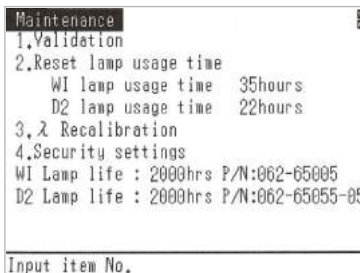 Maintenance
1.Validation
2.Reset lamp usage time
WI lamp usage time 35hours
D2 lamp usage time 22hours
3.λ Recalibration
4.Security settings
WI Lamp life : 2000hrs P/N:062-65005
D2 Lamp life : 2000hrs P/N:062-65055-05
Input item No.